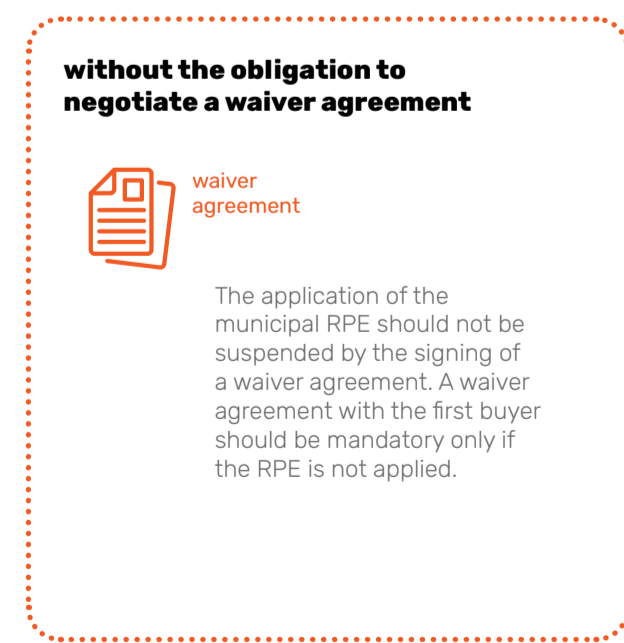 without the obligation to
negotiate a waiver agreement
waiver
agreement
The application of the
municipal RPE should not be
suspended by the signing of
a waiver agreement. A waiver
agreement with the first buyer
should be mandatory only if
the RPE is not applied.